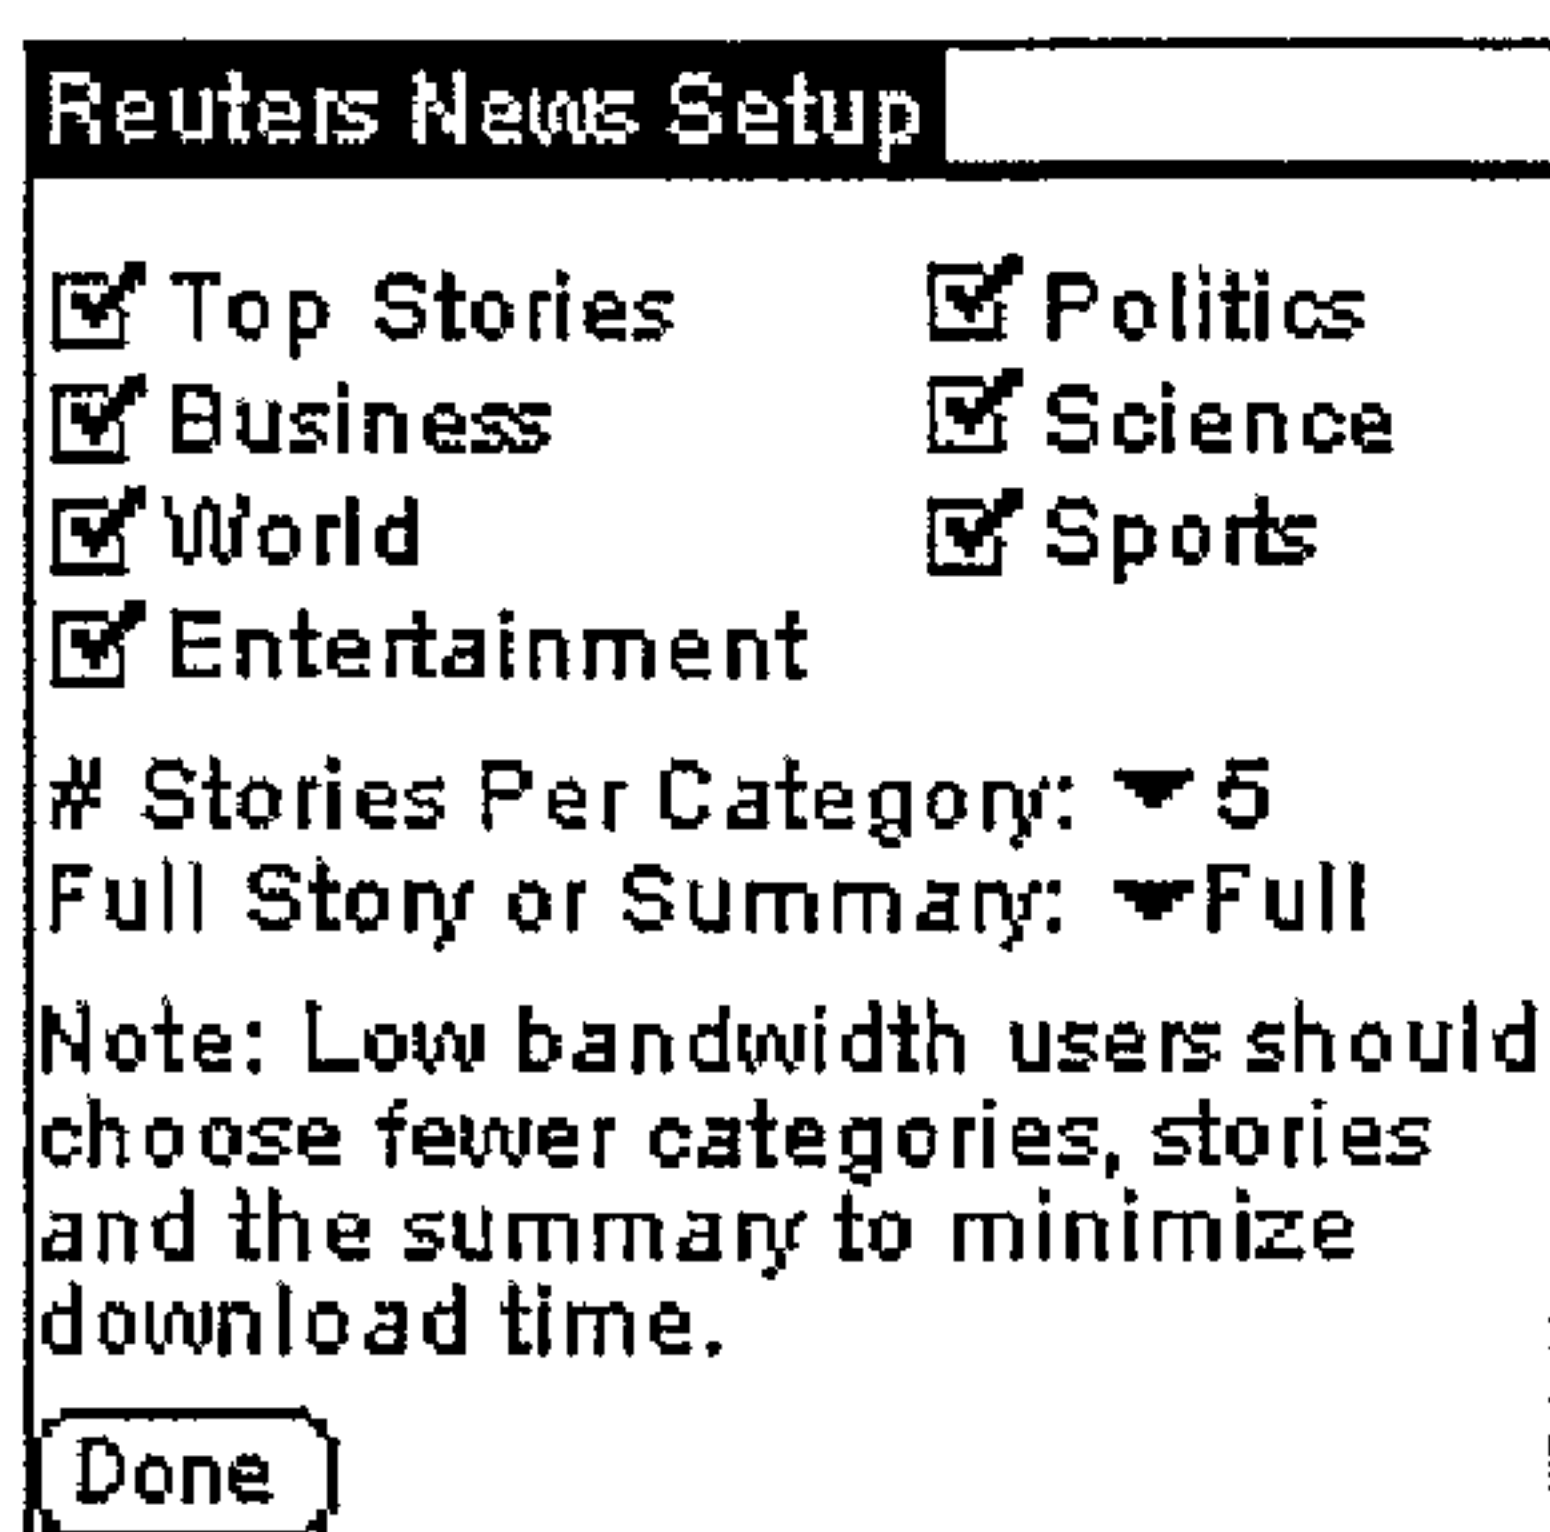 Reuters News Setup
Top Stories Politics
Business Science
World Sports
Entertainment
# Stories Per Category: 5
Full Story or Summary: Full
Note: Low bandwidth users should
choose fewer categories, stories
and the summary to minimize
download time.
Done